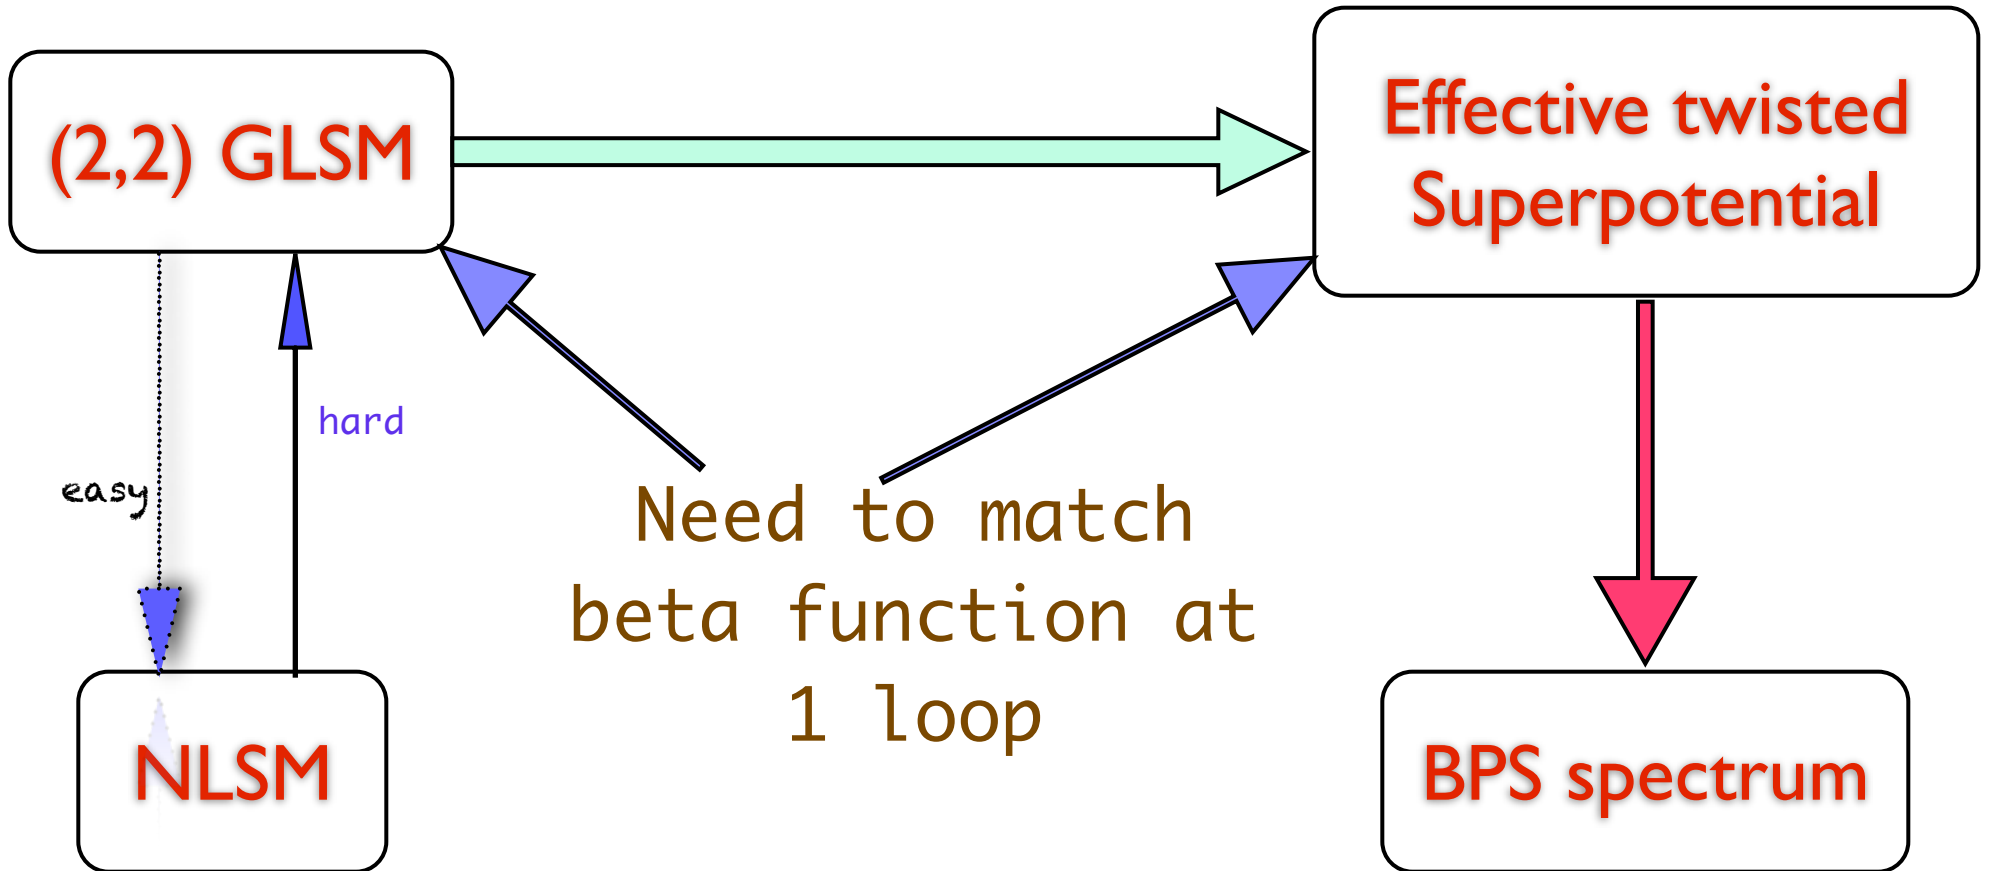 (2,2) GLSM
Effective twisted
Superpotential
hard
easy
Need to match
beta function at
1 loop
NLSM
BPS spectrum